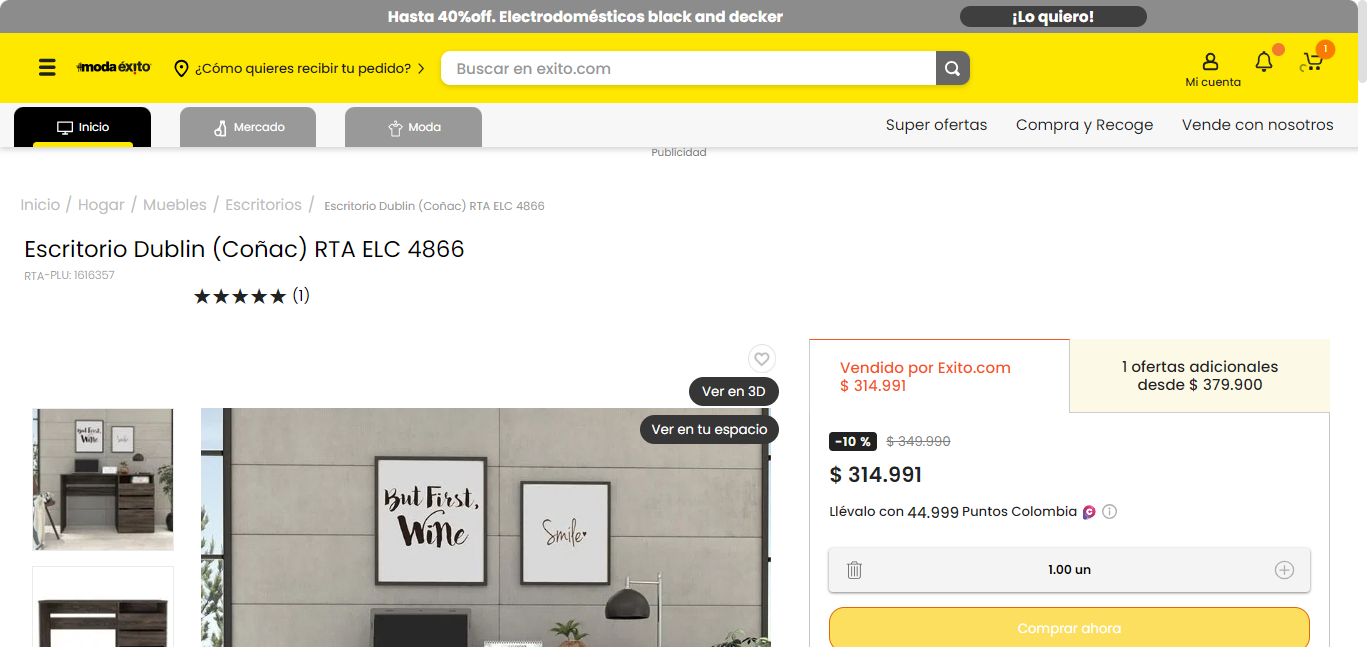 Hasta 40%off. Electrodomésticos black and decker
¡Lo quiero!
moda éxito
¿Cómo quieres recibir tu pedido?
Buscar en exito.com
Mi cuenta
1
Inicio
Mercado
Moda
Super ofertas
Compra y Recoge
Vende con nosotros
Publicidad
Inicio / Hogar / Muebles / Escritorios / Escritorio Dublin (Coñac) RTA ELC 4866
Escritorio Dublin (Coñac) RTA ELC 4866
RTA-PLU: 1616357
(1)
Ver en 3D
Ver en tu espacio
But First,
Wine
Smile
But First,
Wine
Smile
Vendido por Exito.com
$ 314.991
1 ofertas adicionales
desde $ 379.900
-10 % $ 349.990
$ 314.991
Llévalo con 44.999 Puntos Colombia
1.00 un
Comprar ahora